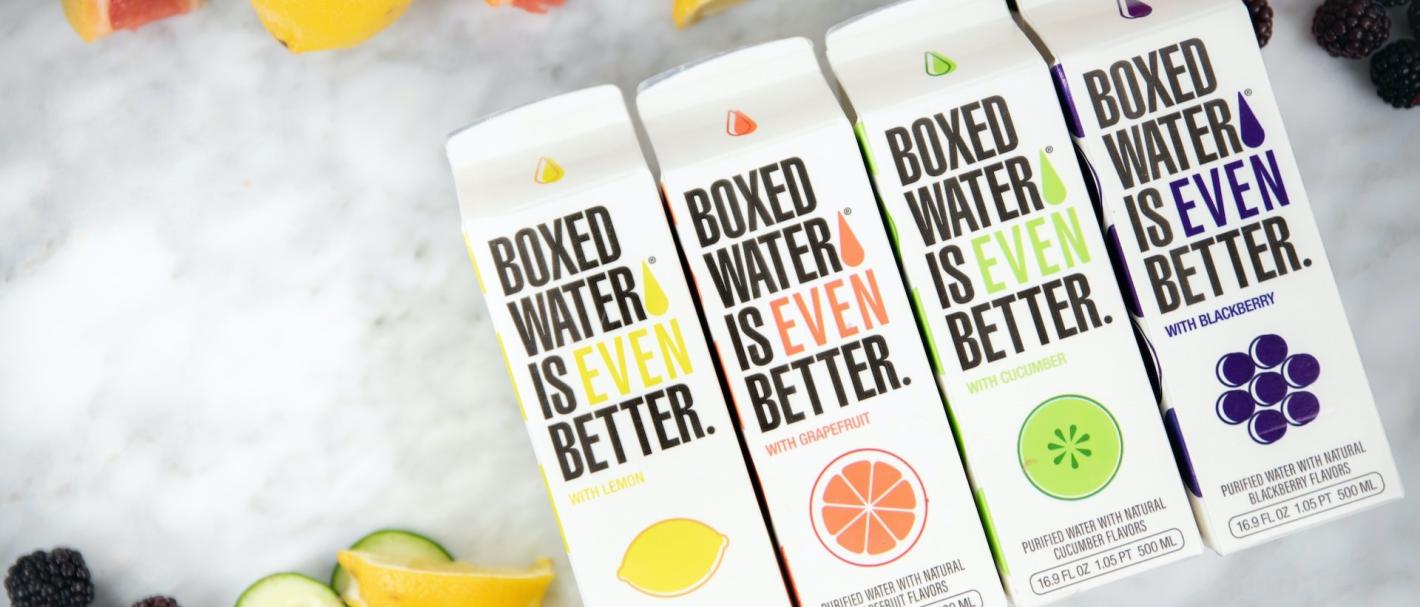 BOXED
WATER®
IS EVEN
BETTER.
WITH LEMON
BOXED
WATER®
IS EVEN
BETTER.
WITH GRAPEFRUIT
PURIFIED WATER WITH NATURAL
FLAVORS
ML
BOXED
WATER®
IS EVEN
BETTER.
WITH CUCUMBER
PURIFIED WATER WITH NATURAL
CUCUMBER FLAVORS
16.9 FL OZ 1.05 PT 500 ML
BOXED
WATER®
IS EVEN
BETTER.
WITH BLACKBERRY
PURIFIED WATER WITH NATURAL
BLACKBERRY FLAVORS
16.9 FL OZ 1.05 PT 500 ML